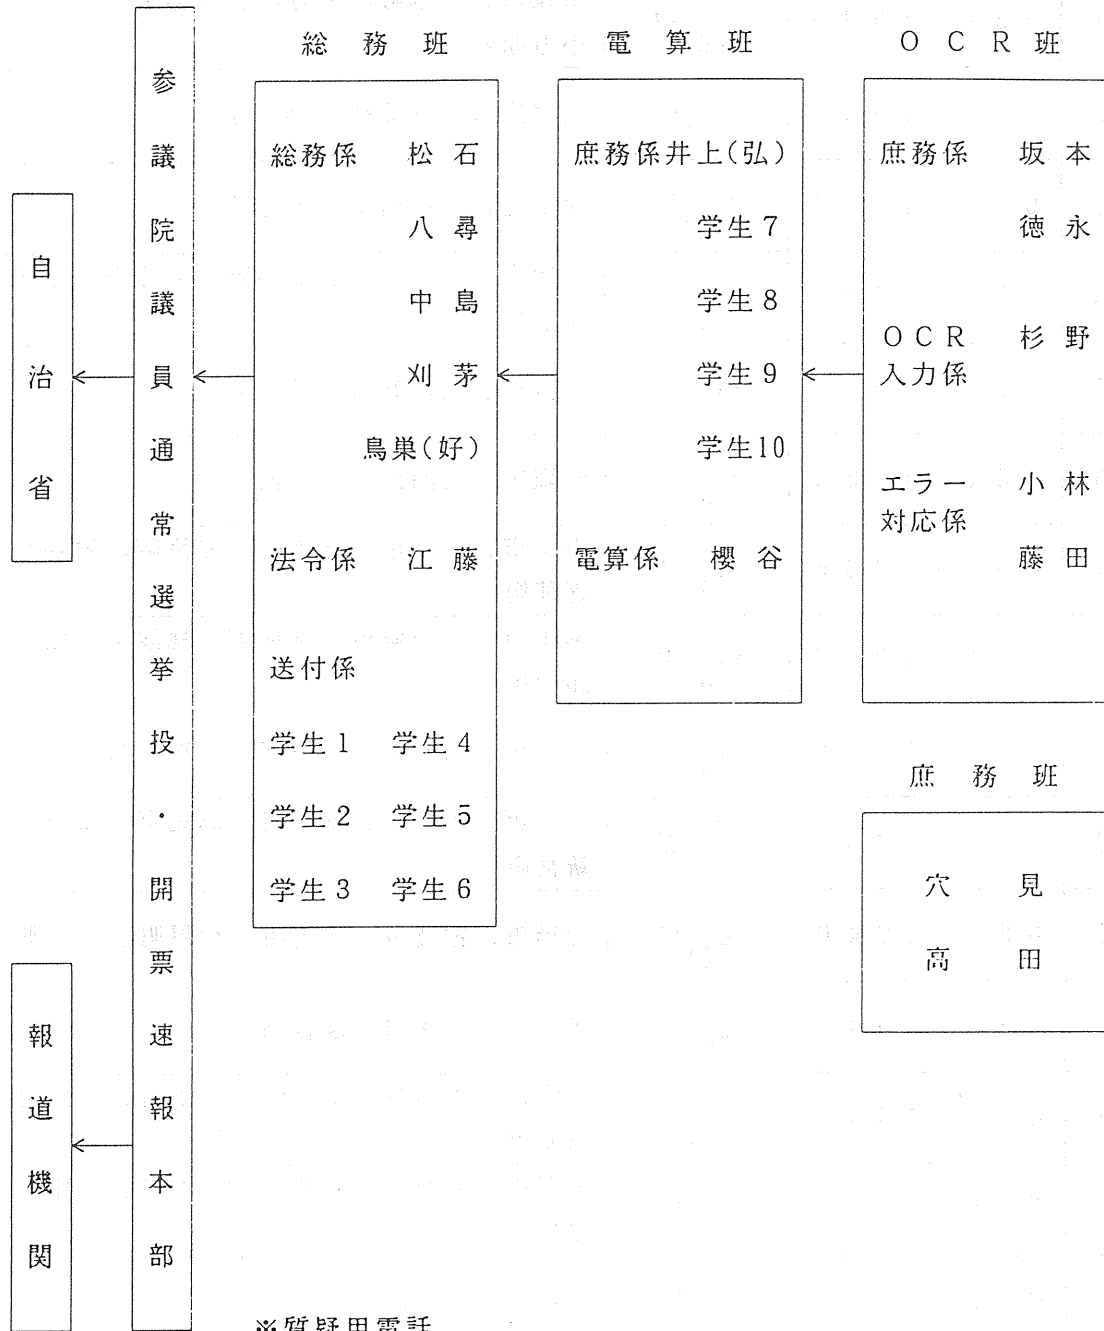 自治省
報道機関
参議院議員通常選挙投・開票速報本部
総務班
総務係 松石
八尋
中島
刈茅
鳥巣(好)
法令係 江藤
送付係
学生1 学生4
学生2 学生5
学生3 学生6
電算班
庶務係井上(弘)
学生7
学生8
学生9
学生10
電算係 櫻谷
OCR班
庶務係 坂本
徳永
OCR 杉野
入力係
エラー 小林
対応係
藤田
庶務班
穴見
高田
※質疑用電話